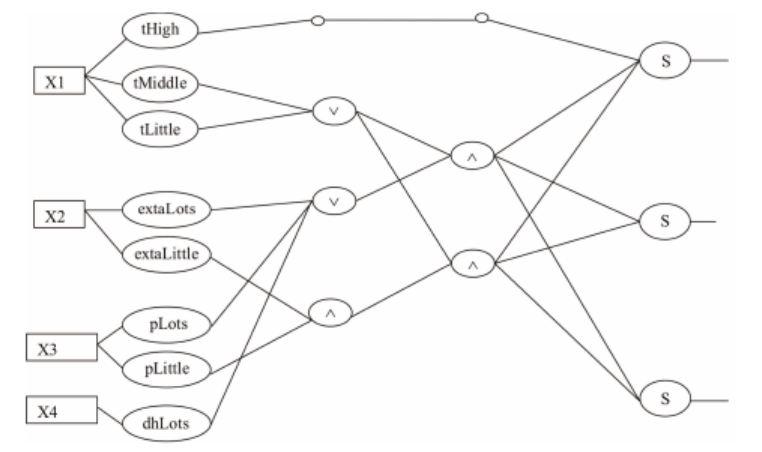 tHigh
X1
tMiddle
tLittle
∨
S
∧
X2
extaLots
∨
S
extaLittle
∧
∧
pLots
X3
pLittle
X4
dhLots
S